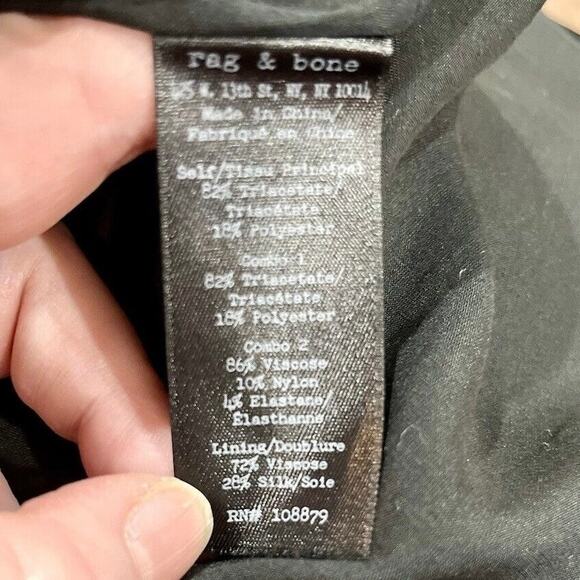 rag & bone
425 W. 13th St, NY, NY 10014
Made in China/
Fabriqué en Chine
Self/Tissu Principal
82% Triacetate/
Triacétate
18% Polyester
Combo 1
82% Triacetate/
Triacétate
18% Polyester
Combo 2
86% Viscose
10% Nylon
4% Elastane/
Élasthanne
Lining/Doublure
72% Viscose
28% Silk/Soie
RN# 108879